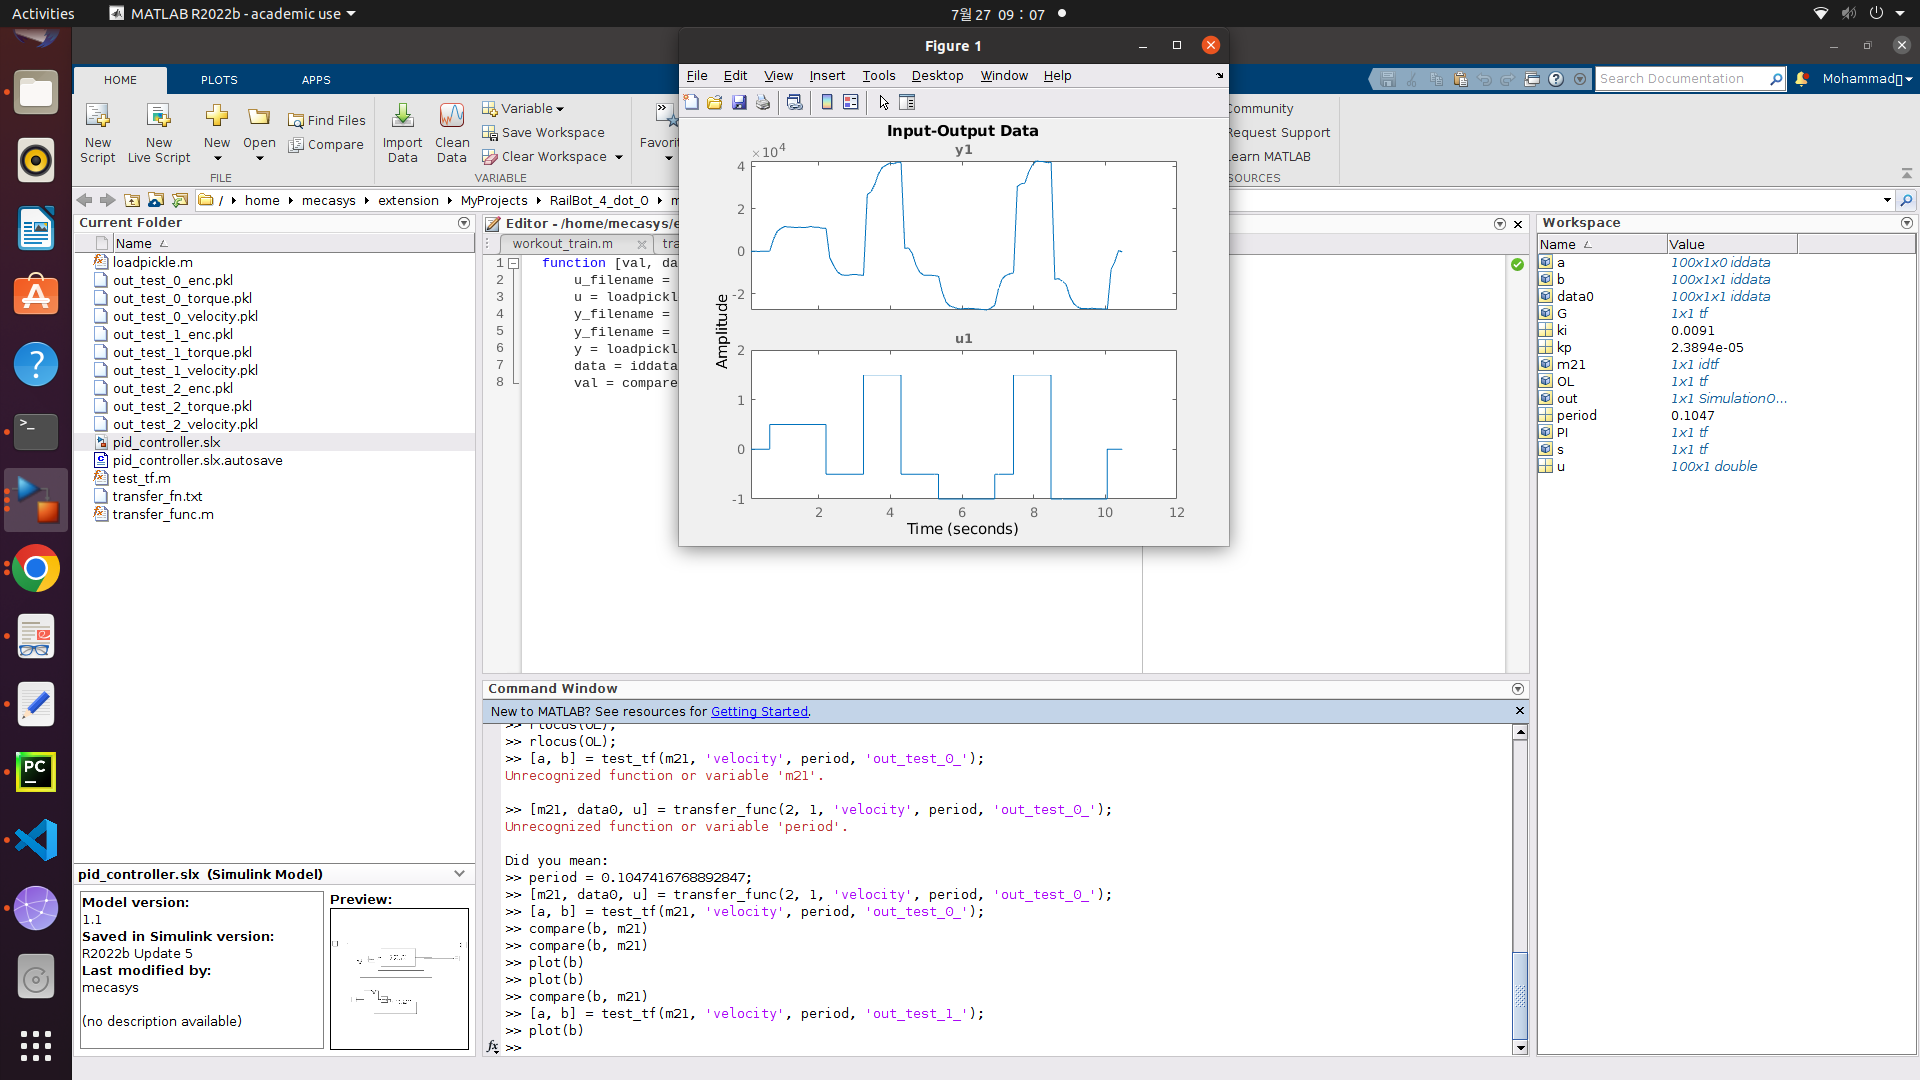 Activities
MATLAB R2022b - academic use
7월 27 09 : 07
HOME
PLOTS
APPS
Search Documentation
New Script
New Live Script
New
Open
Find Files
Compare
FILE
Import Data
Clean Data
Variable
Save Workspace
Clear Workspace
VARIABLE
Request Support
/ home mecasys extension MyProjects RailBot_4_dot_0
Current Folder
Name
loadpickle.m
out_test_0_enc.pkl
out_test_0_torque.pkl
out_test_0_velocity.pkl
out_test_1_enc.pkl
out_test_1_torque.pkl
out_test_1_velocity.pkl
out_test_2_enc.pkl
out_test_2_torque.pkl
out_test_2_velocity.pkl
pid_controller.slx
pid_controller.slx.autosave
test_tf.m
transfer_fn.txt
transfer_func.m
pid_controller.slx (Simulink Model)
Model version:
1.1
Saved in Simulink version:
R2022b Update 5
Last modified by:
mecasys
(no description available)
Preview:
Editor - /home/mecasys/e
workout_train.m
tra
1 function [val, da
2 u_filename =
3 u = loadpickl
4 y_filename =
5 y_filename =
6 y = loadpickl
7 data = iddata
8 val = compare
Figure 1
File Edit View Insert Tools Desktop Window Help
Input-Output Data
×10^4
y1
4
2
0
-2
Amplitude
u1
2
1
0
-1
2 4 6 8 10 12
Time (seconds)
Command Window
New to MATLAB? See resources for Getting Started.
>> rlocus(OL);
>> rlocus(OL);
>> [a, b] = test_tf(m21, 'velocity', period, 'out_test_0_');
Unrecognized function or variable 'm21'.
>> [m21, data0, u] = transfer_func(2, 1, 'velocity', period, 'out_test_0_');
Unrecognized function or variable 'period'.
Did you mean:
>> period = 0.1047416768892847;
>> [m21, data0, u] = transfer_func(2, 1, 'velocity', period, 'out_test_0_');
>> [a, b] = test_tf(m21, 'velocity', period, 'out_test_0_');
>> compare(b, m21)
>> compare(b, m21)
>> plot(b)
>> plot(b)
>> compare(b, m21)
>> [a, b] = test_tf(m21, 'velocity', period, 'out_test_1_');
>> plot(b)
fx >>
Workspace
Name Value
a 100x1x0 iddata
b 100x1x1 iddata
data0 100x1x1 iddata
G 1x1 tf
ki 0.0091
kp 2.3894e-05
m21 1x1 idtf
OL 1x1 tf
out 1x1 SimulationO...
period 0.1047
PI 1x1 tf
s 1x1 tf
u 100x1 double